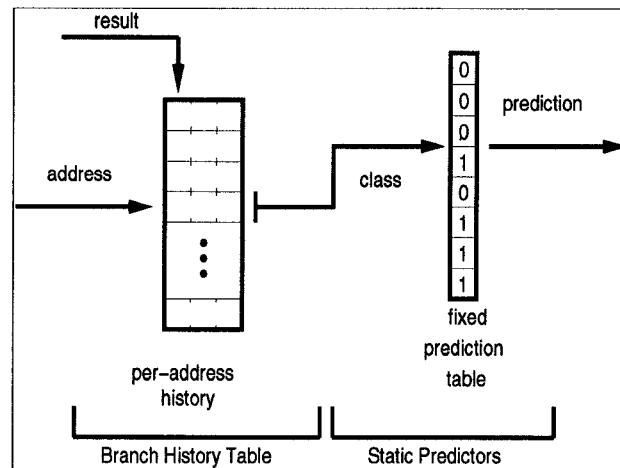 result
address
per-address
history
Branch History Table
class
0
0
0
1
0
1
1
1
fixed
prediction
table
prediction
Static Predictors